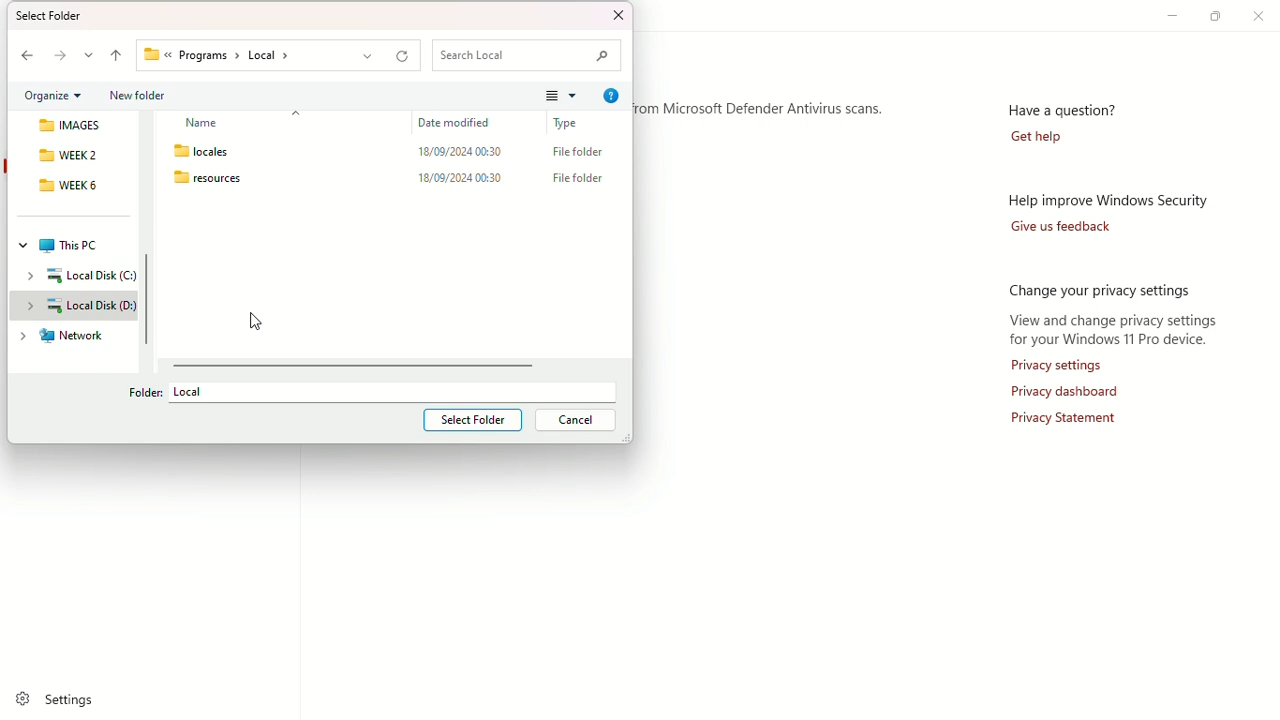 Select Folder
« Programs › Local ›
Search Local
Organize
New folder
Name
Date modified
Type
IMAGES
WEEK 2
WEEK 6
This PC
Local Disk (C:)
Local Disk (D:)
Network
locales
18/09/2024 00:30
File folder
resources
18/09/2024 00:30
File folder
Folder:
Local
Select Folder
Cancel
from Microsoft Defender Antivirus scans.
Have a question?
Get help
Help improve Windows Security
Give us feedback
Change your privacy settings
View and change privacy settings
for your Windows 11 Pro device.
Privacy settings
Privacy dashboard
Privacy Statement
Settings